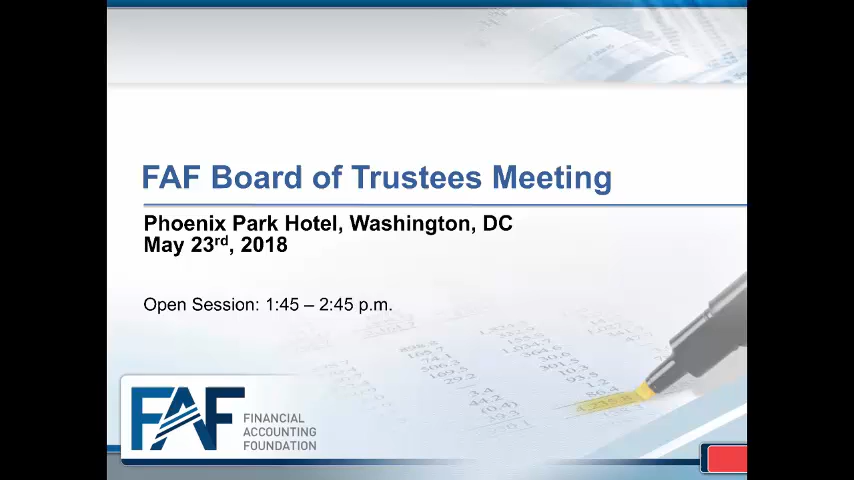 FAF Board of Trustees Meeting
Phoenix Park Hotel, Washington, DC
May 23rd, 2018
Open Session: 1:45 – 2:45 p.m.
FAF
FINANCIAL
ACCOUNTING
FOUNDATION